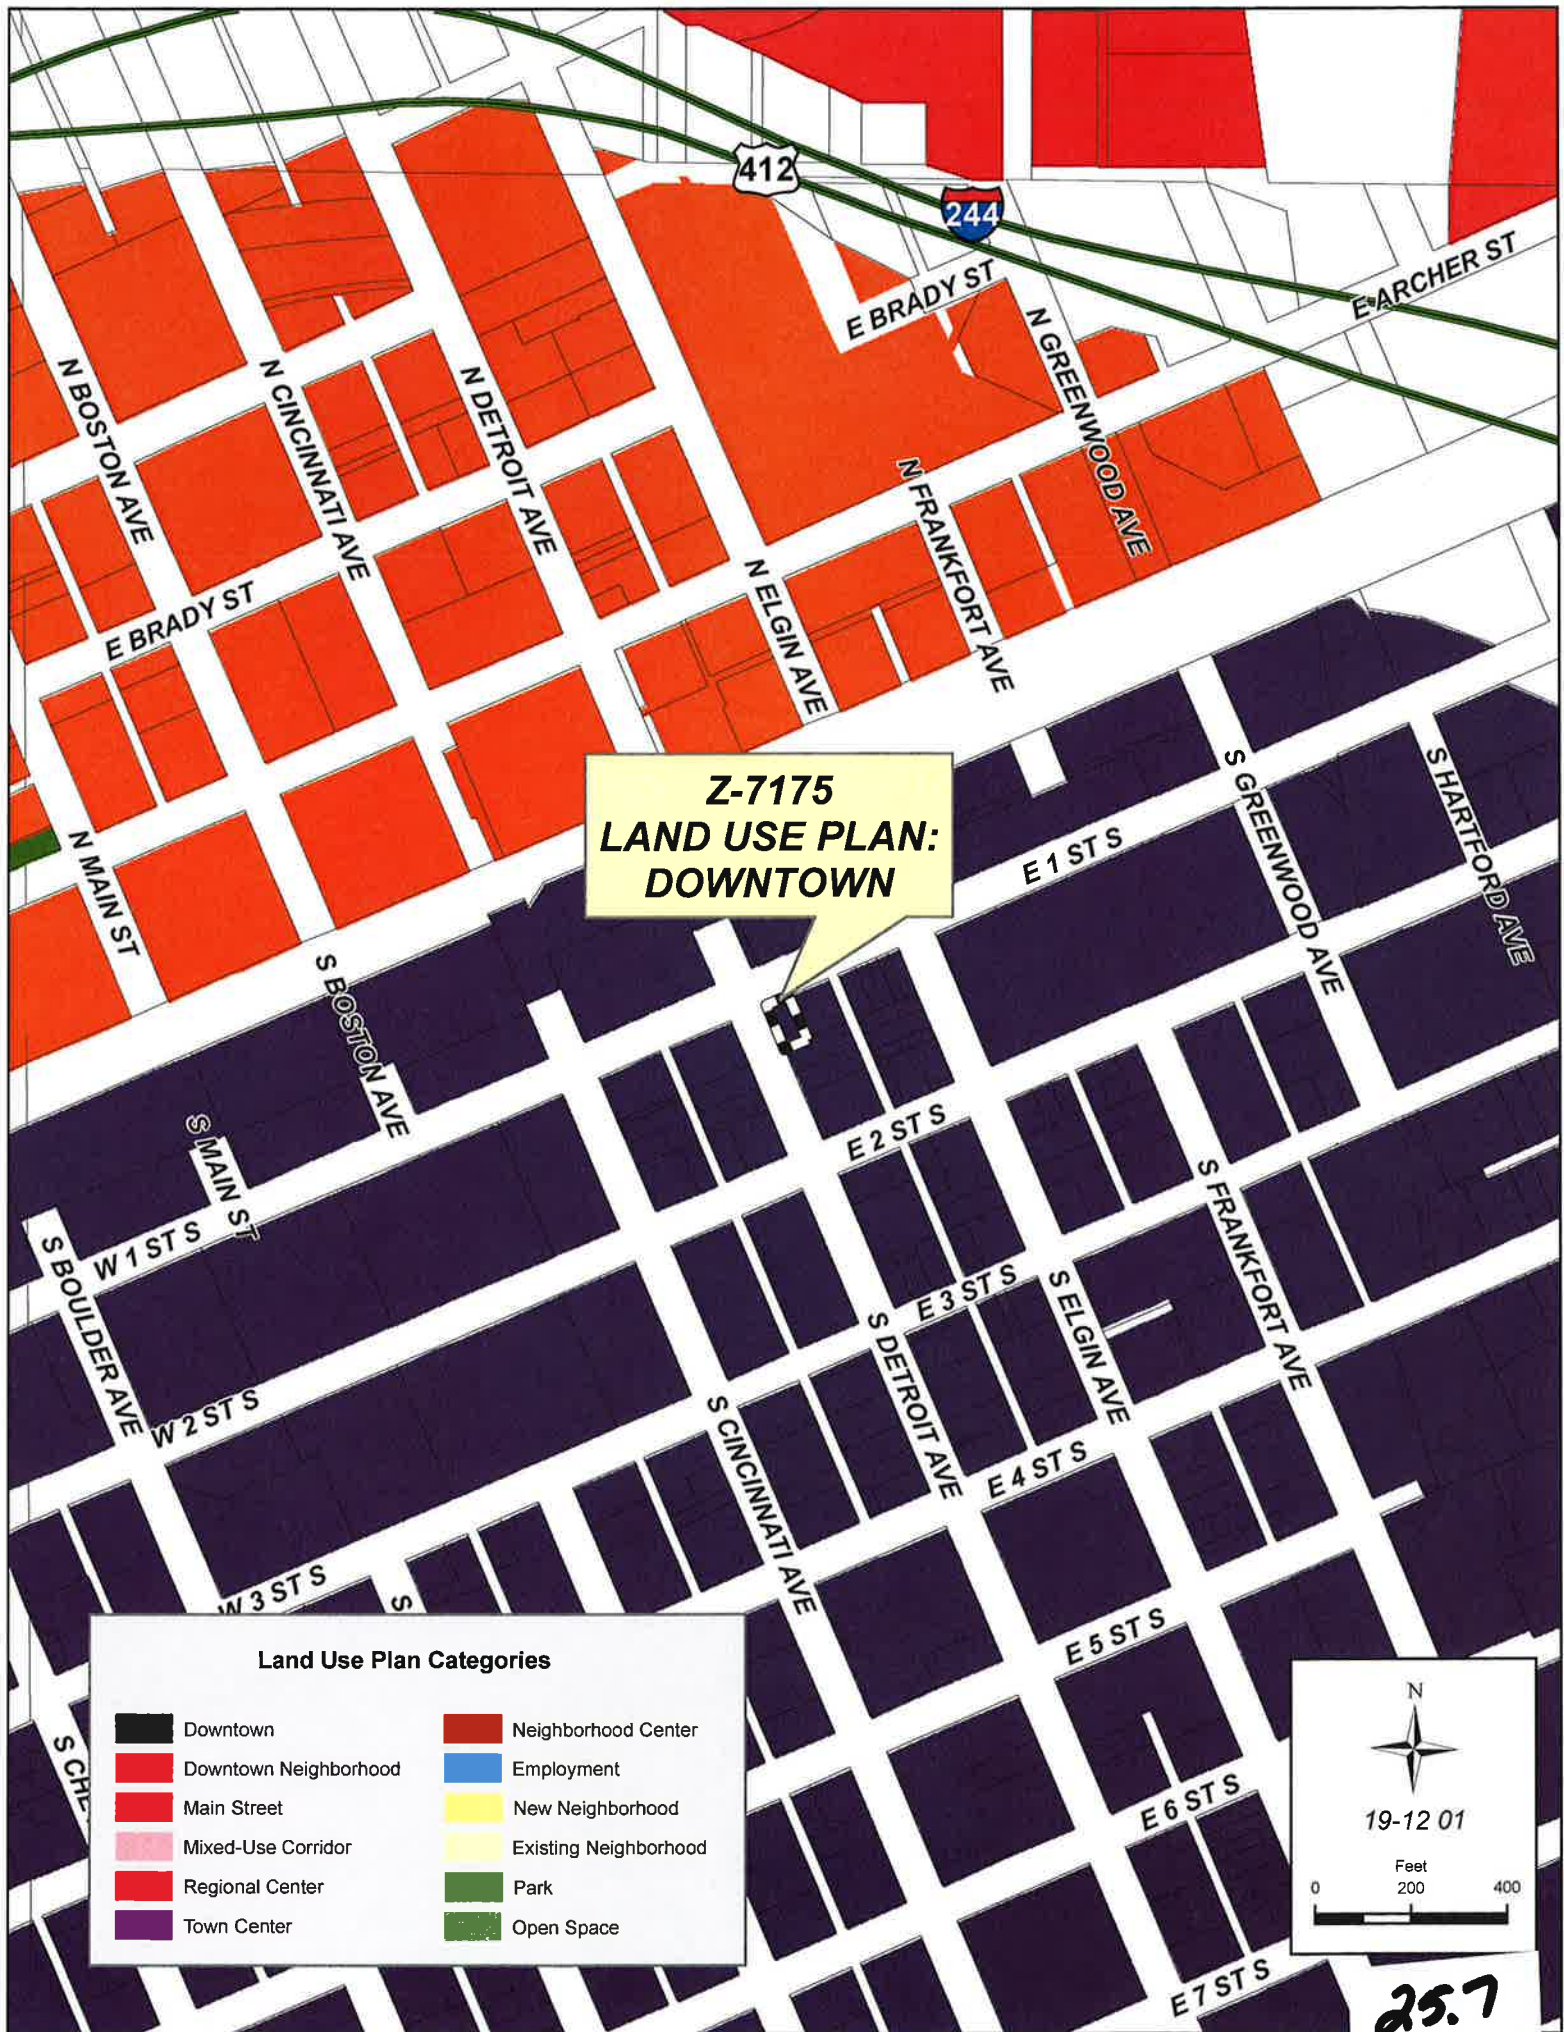 412
244
E BRADY ST
E ARCHER ST
N GREENWOOD AVE
N BOSTON AVE
N CINCINNATI AVE
N DETROIT AVE
N FRANKFORT AVE
N ELGIN AVE
E BRADY ST
N MAIN ST
Z-7175
LAND USE PLAN:
DOWNTOWN
E 1 ST S
S GREENWOOD AVE
S HARTFORD AVE
S BOSTON AVE
S MAIN ST
W 1 ST S
E 2 ST S
S BOULDER AVE
S FRANKFORT AVE
E 3 ST S
S ELGIN AVE
S DETROIT AVE
W 2 ST S
S CINCINNATI AVE
E 4 ST S
W 3 ST S
S
E 5 ST S
S CHE
E 6 ST S
E 7 ST S
Land Use Plan Categories
Downtown
Downtown Neighborhood
Main Street
Mixed-Use Corridor
Regional Center
Town Center
Neighborhood Center
Employment
New Neighborhood
Existing Neighborhood
Park
Open Space
N
19-12 01
Feet
0 200 400
25.7